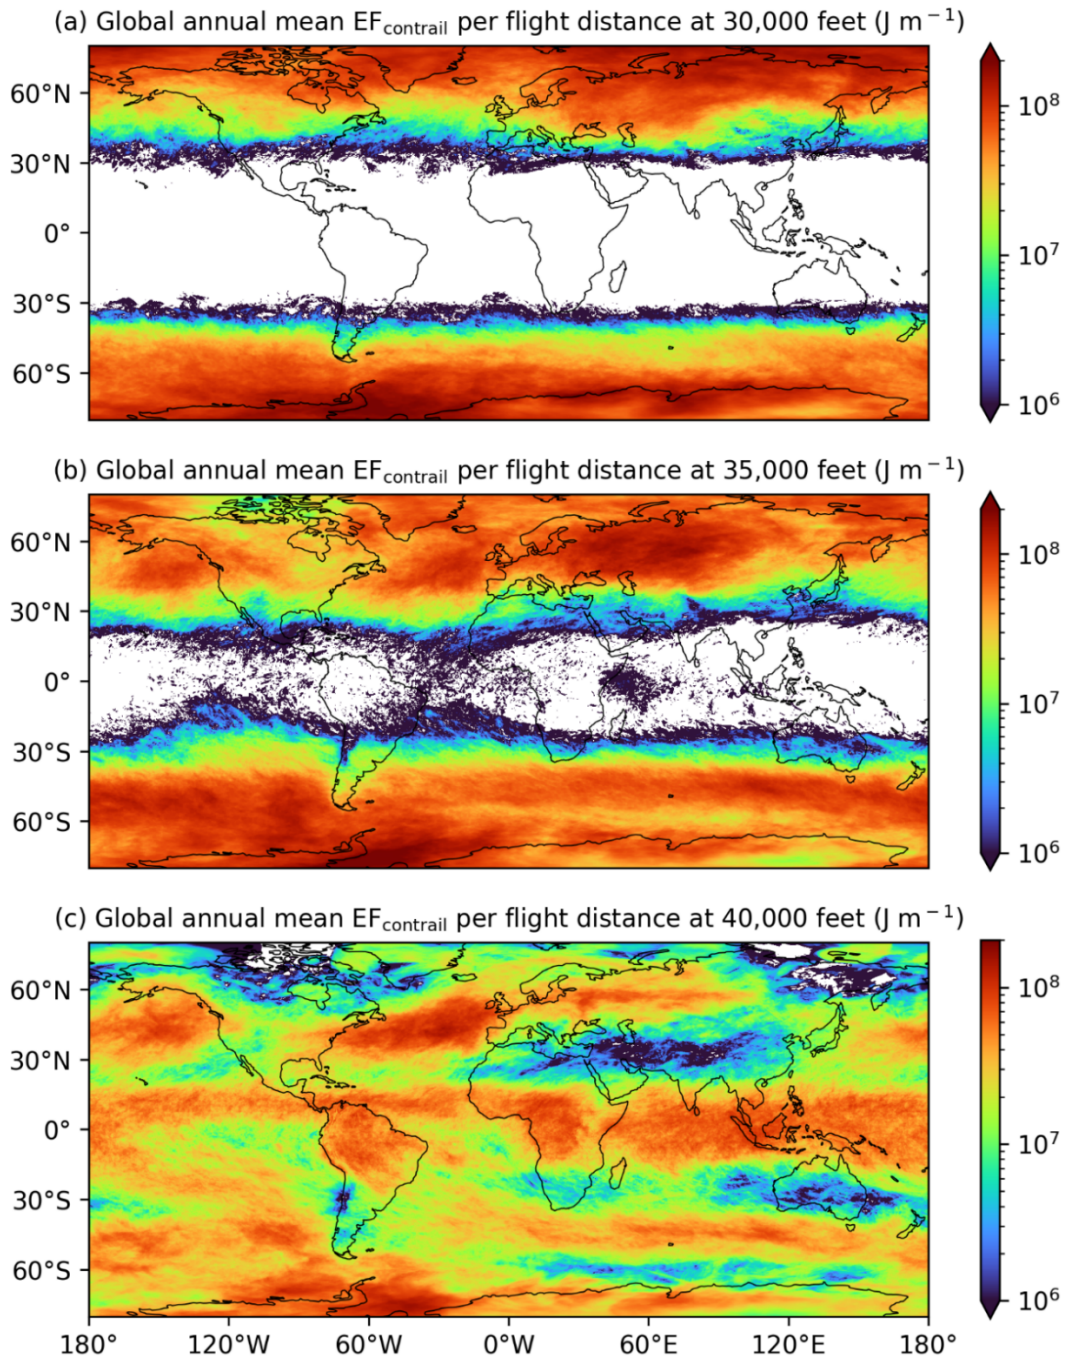 (a) Global annual mean EFcontrail per flight distance at 30,000 feet (J m⁻¹)
60°N
30°N
0°
30°S
60°S
10⁸
10⁷
10⁶
(b) Global annual mean EFcontrail per flight distance at 35,000 feet (J m⁻¹)
60°N
30°N
0°
30°S
60°S
10⁸
10⁷
10⁶
(c) Global annual mean EFcontrail per flight distance at 40,000 feet (J m⁻¹)
60°N
30°N
0°
30°S
60°S
10⁸
10⁷
10⁶
180° 120°W 60°W 0°W 60°E 120°E 180°